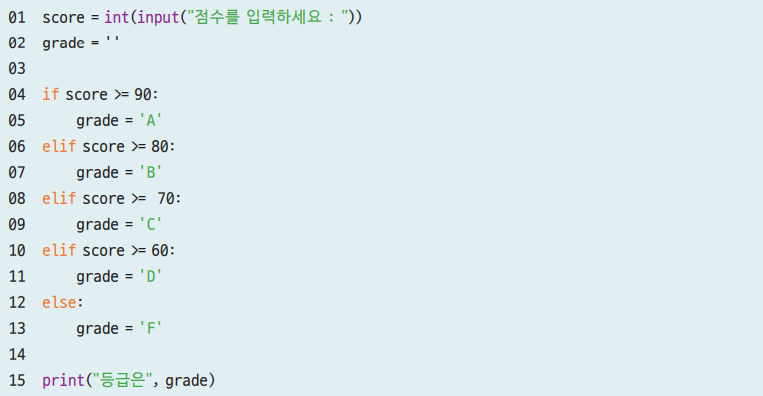 01 score = int(input("점수를 입력하세요 : "))
02 grade = ''
03
04 if score >= 90:
05     grade = 'A'
06 elif score >= 80:
07     grade = 'B'
08 elif score >=  70:
09     grade = 'C'
10 elif score >= 60:
11     grade = 'D'
12 else:
13     grade = 'F'
14
15 print("등급은", grade)